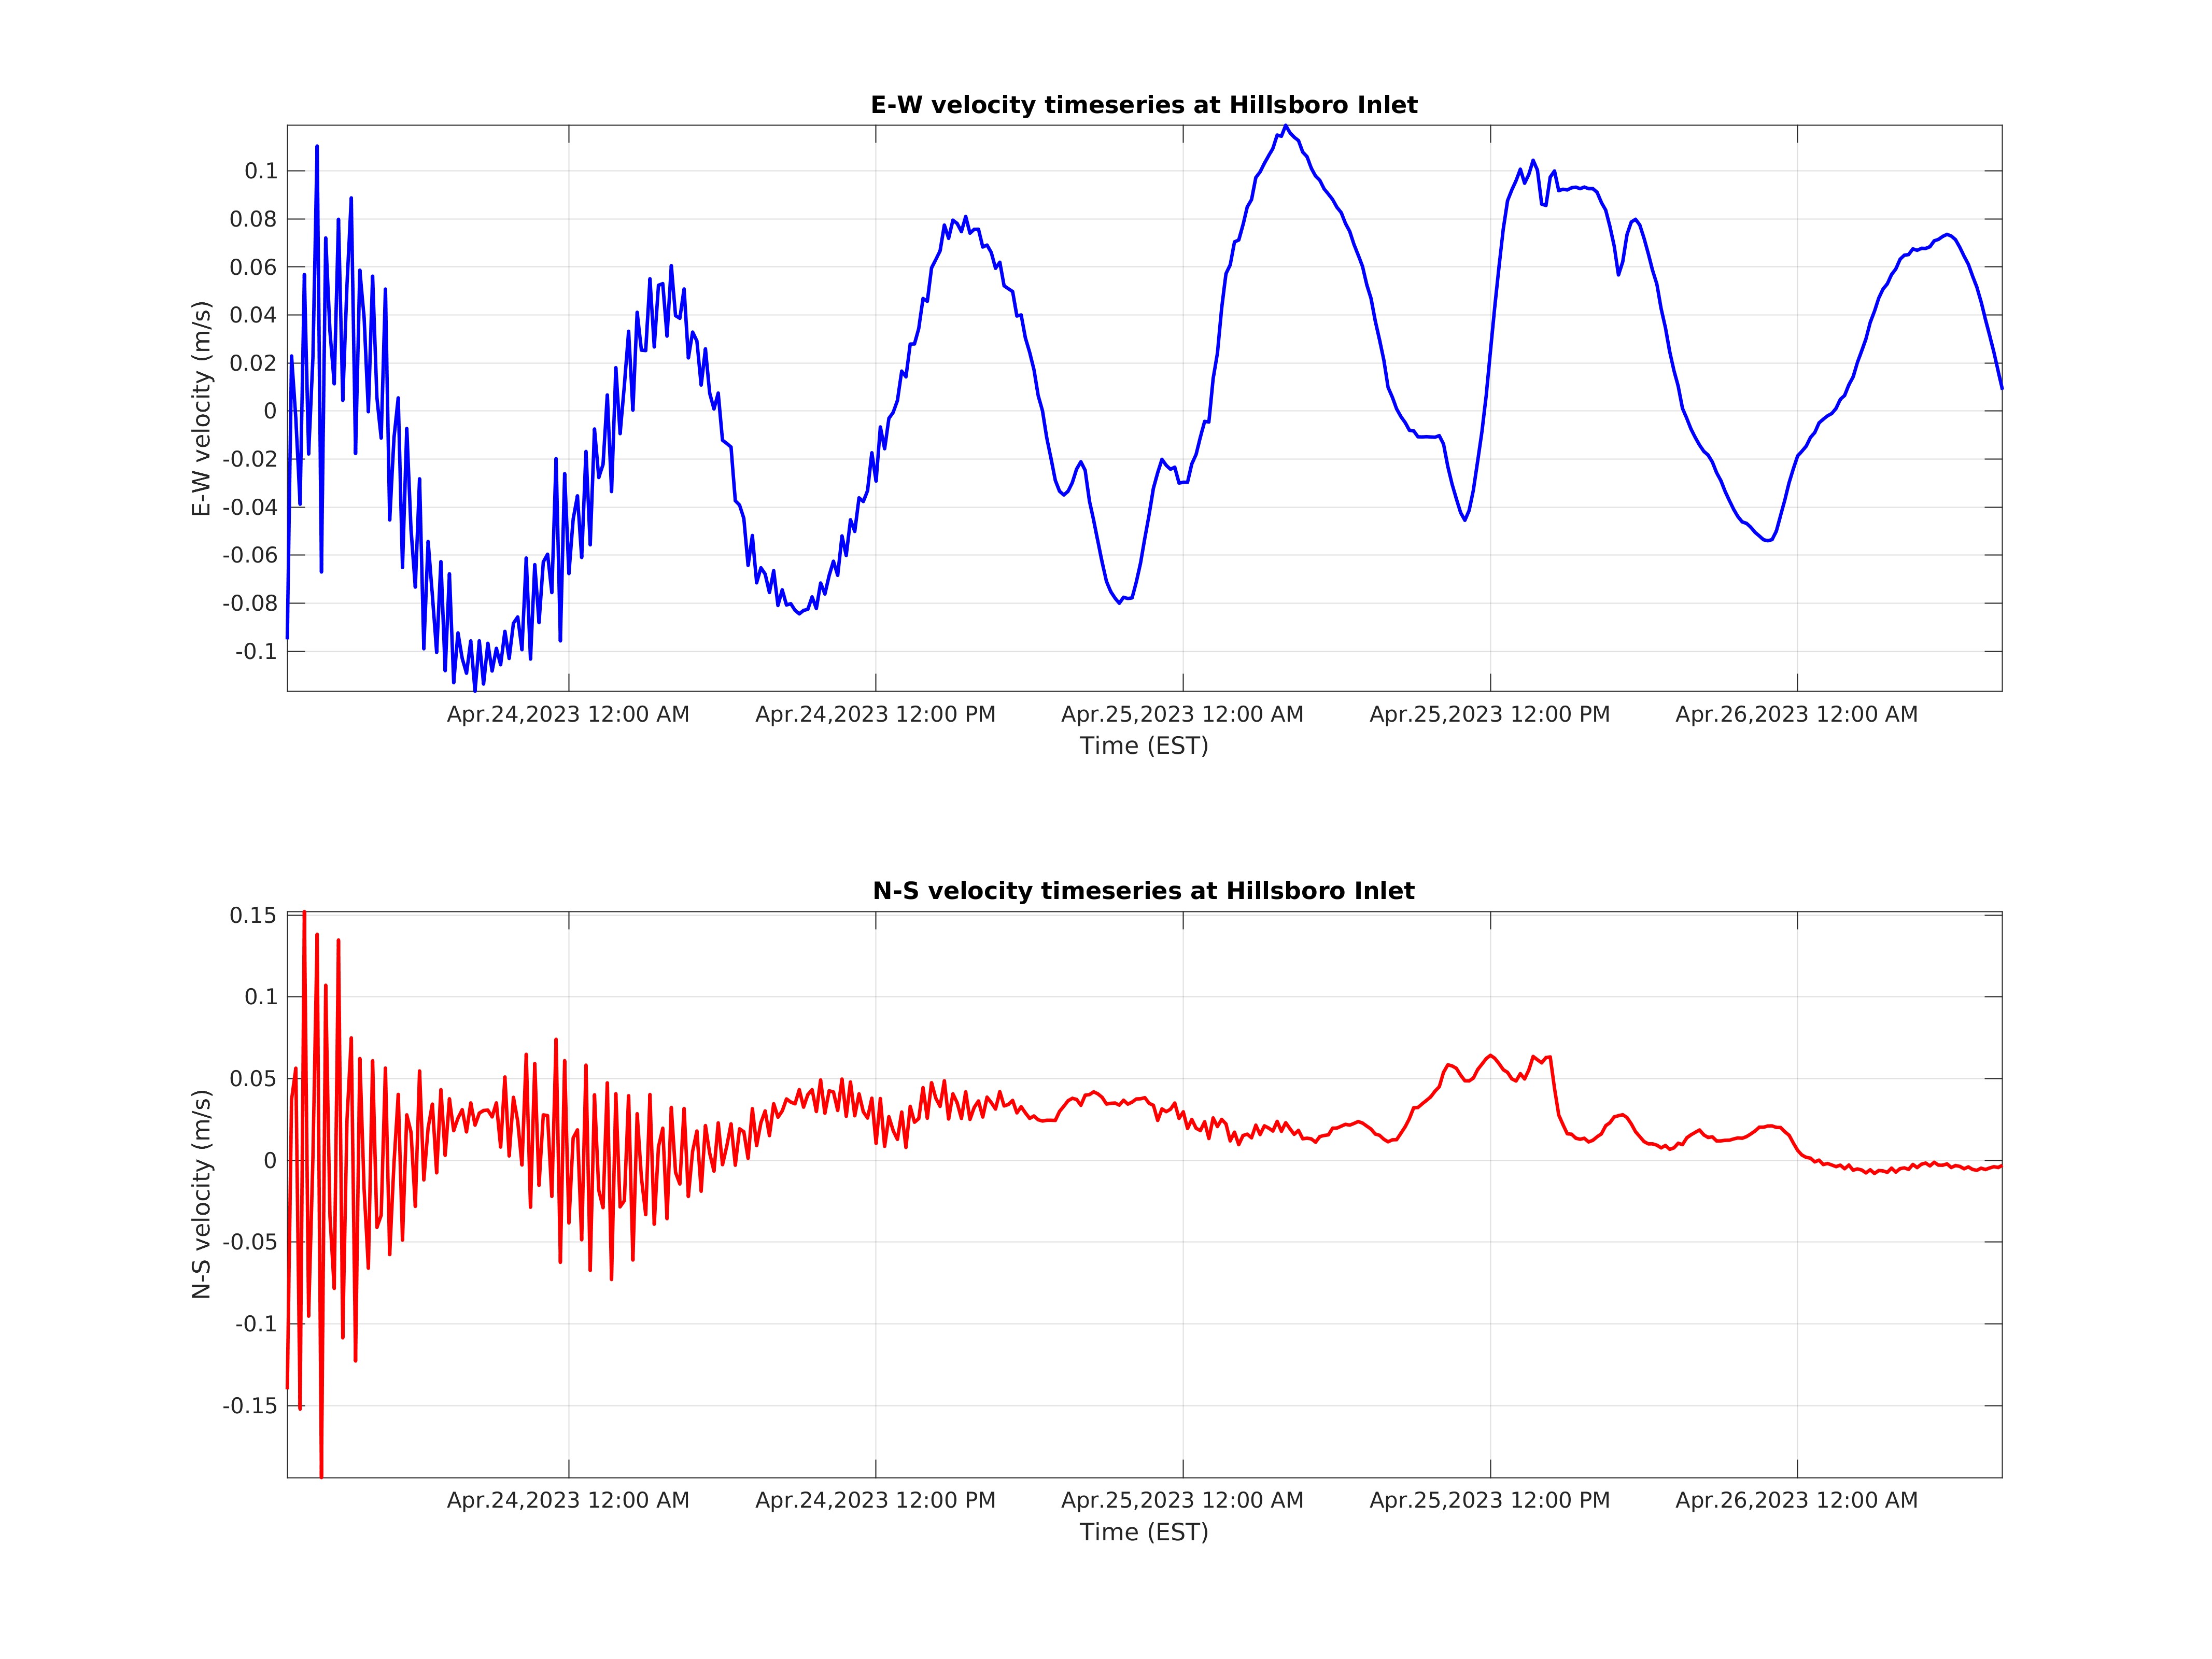 E-W velocity timeseries at Hillsboro Inlet
E-W velocity (m/s)
0.1
0.08
0.06
0.04
0.02
0
-0.02
-0.04
-0.06
-0.08
-0.1
Apr.24,2023 12:00 AM
Apr.24,2023 12:00 PM
Apr.25,2023 12:00 AM
Apr.25,2023 12:00 PM
Apr.26,2023 12:00 AM
Time (EST)
N-S velocity timeseries at Hillsboro Inlet
N-S velocity (m/s)
0.15
0.1
0.05
0
-0.05
-0.1
-0.15
Apr.24,2023 12:00 AM
Apr.24,2023 12:00 PM
Apr.25,2023 12:00 AM
Apr.25,2023 12:00 PM
Apr.26,2023 12:00 AM
Time (EST)